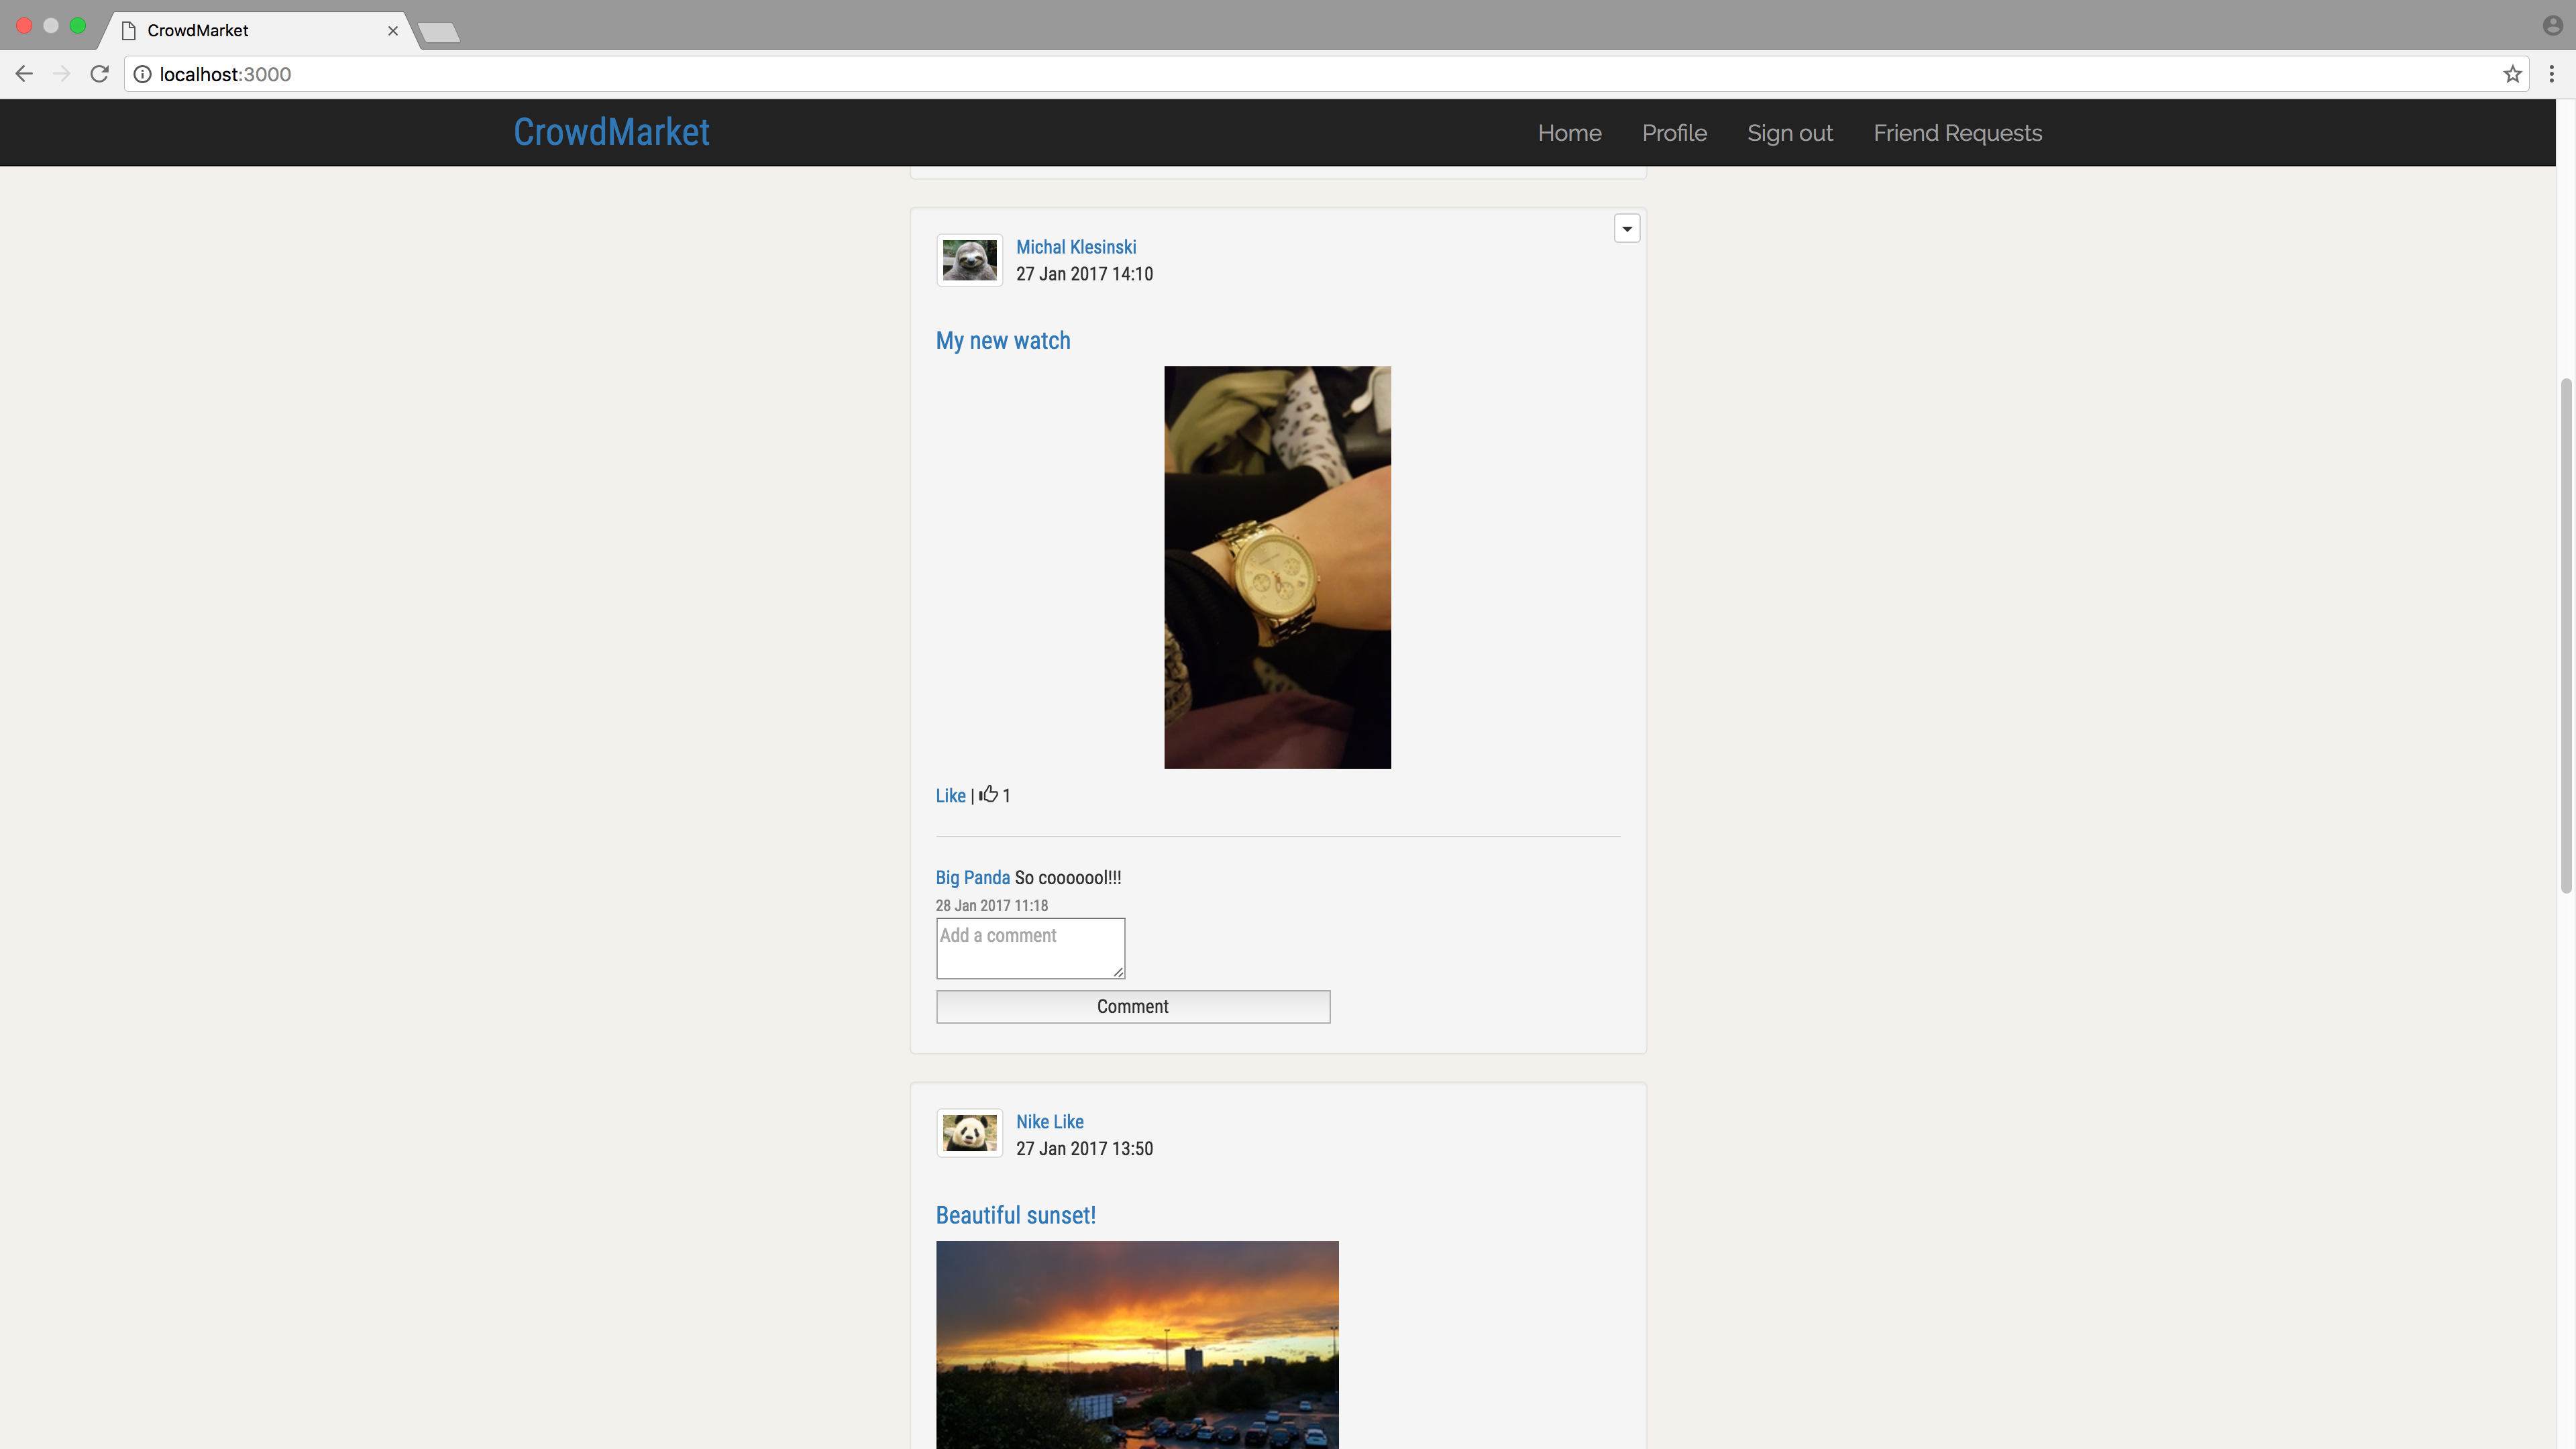 CrowdMarket
localhost:3000
CrowdMarket Home Profile Sign out Friend Requests
Michal Klesinski
27 Jan 2017 14:10
My new watch
Like | 1
Big Panda So cooooool!!!
28 Jan 2017 11:18
Add a comment
Comment
Nike Like
27 Jan 2017 13:50
Beautiful sunset!